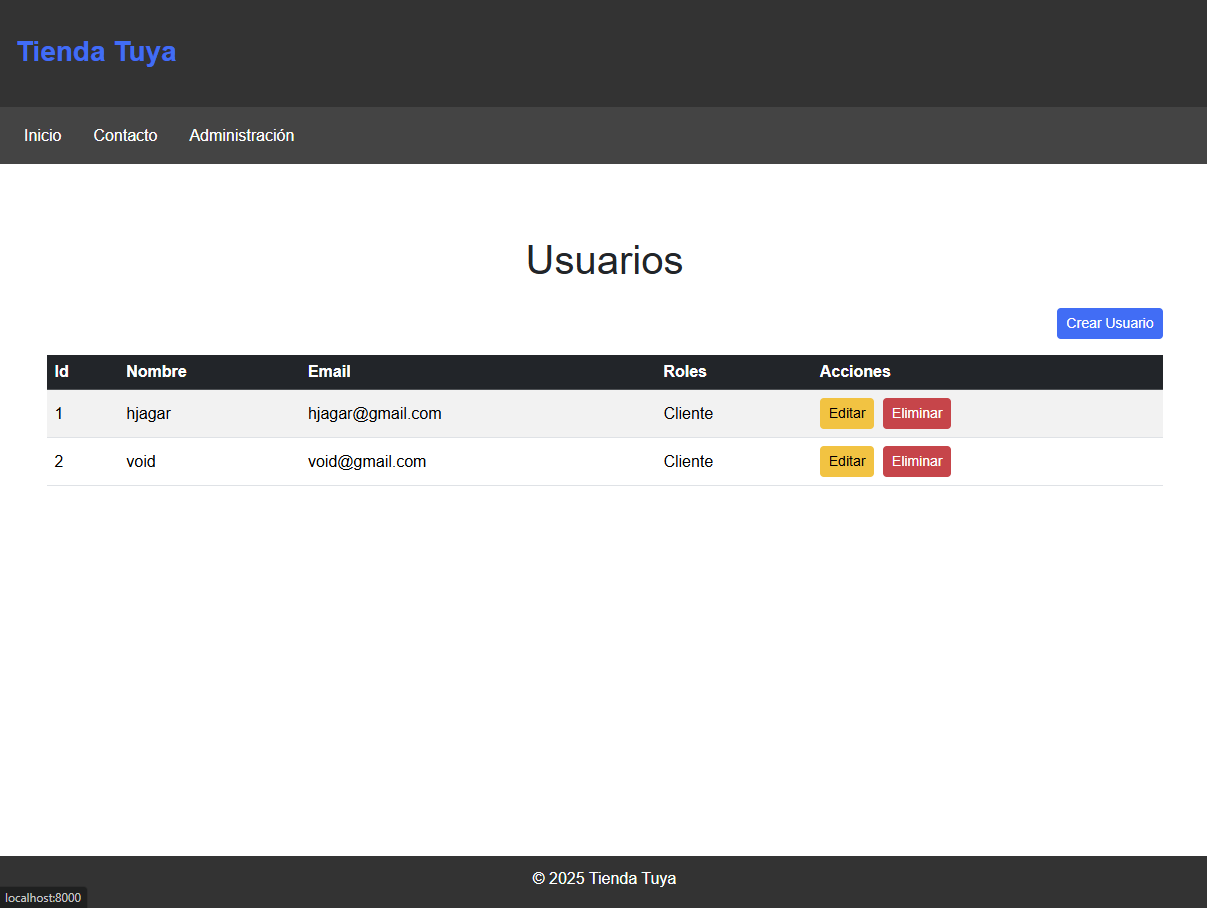 Tienda Tuya
Inicio Contacto Administración
Usuarios
Crear Usuario
Id Nombre Email Roles Acciones
1 hjagar hjagar@gmail.com Cliente Editar Eliminar
2 void void@gmail.com Cliente Editar Eliminar
© 2025 Tienda Tuya
localhost:8000